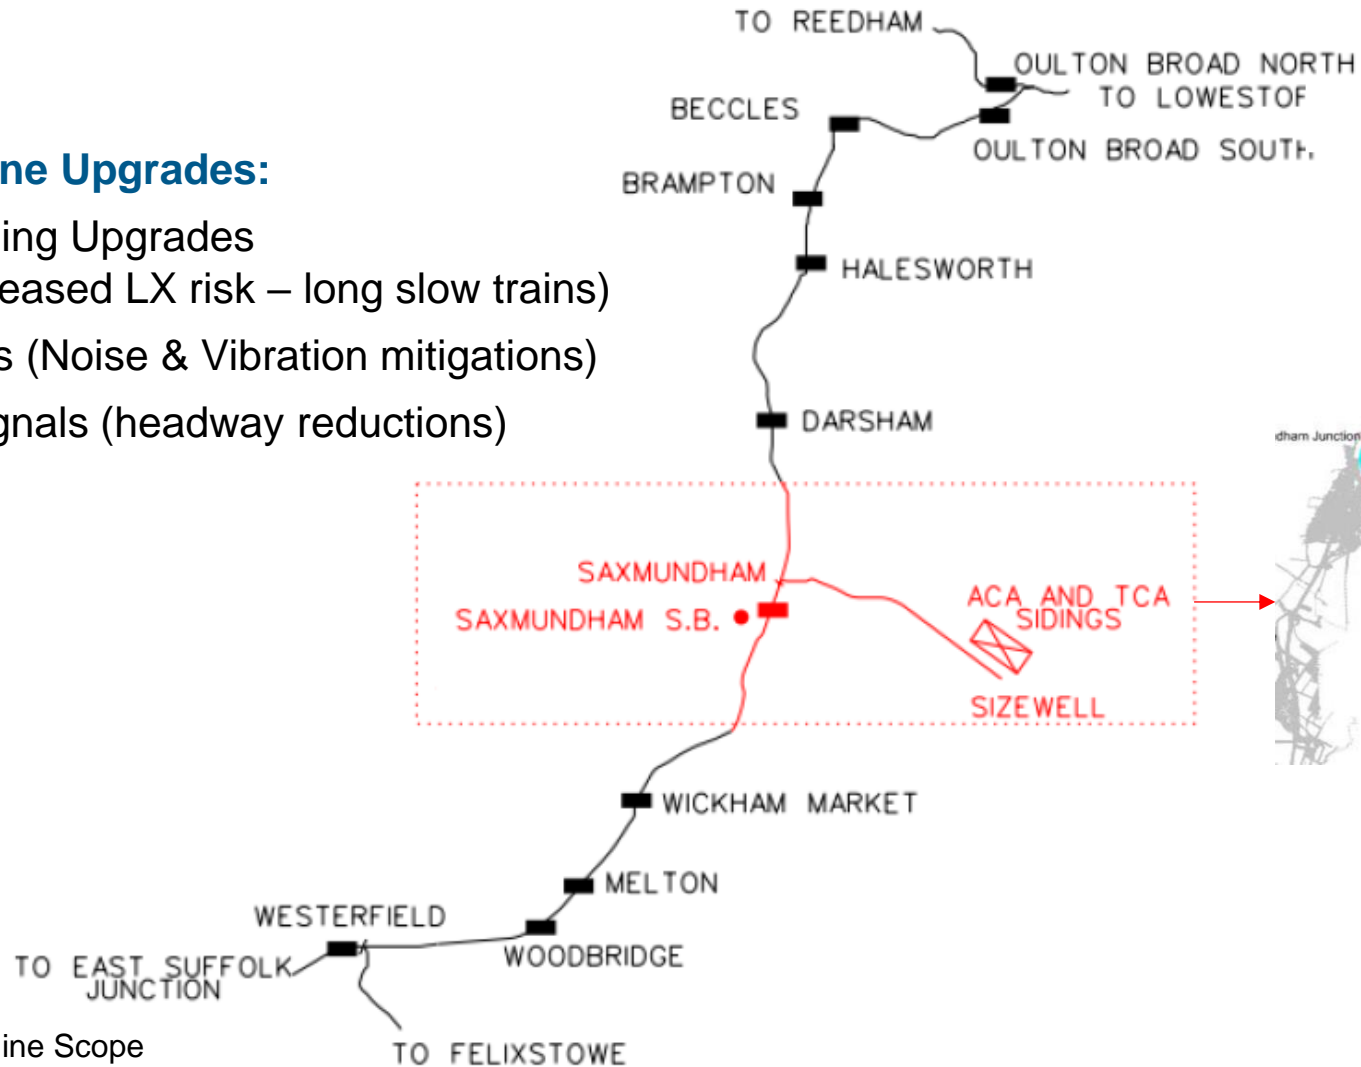 TO REEDHAM
OULTON BROAD NORTH
TO LOWESTOF
BECCLES
OULTON BROAD SOUTH
ne Upgrades:
BRAMPTON
ing Upgrades
HALESWORTH
eased LX risk – long slow trains)
s (Noise & Vibration mitigations)
gnals (headway reductions)
DARSHAM
dham Junction
SAXMUNDHAM
ACA AND TCA
SIDINGS
SAXMUNDHAM S.B.
SIZEWELL
WICKHAM MARKET
MELTON
WESTERFIELD
WOODBRIDGE
TO EAST SUFFOLK
JUNCTION
ine Scope
TO FELIXSTOWE